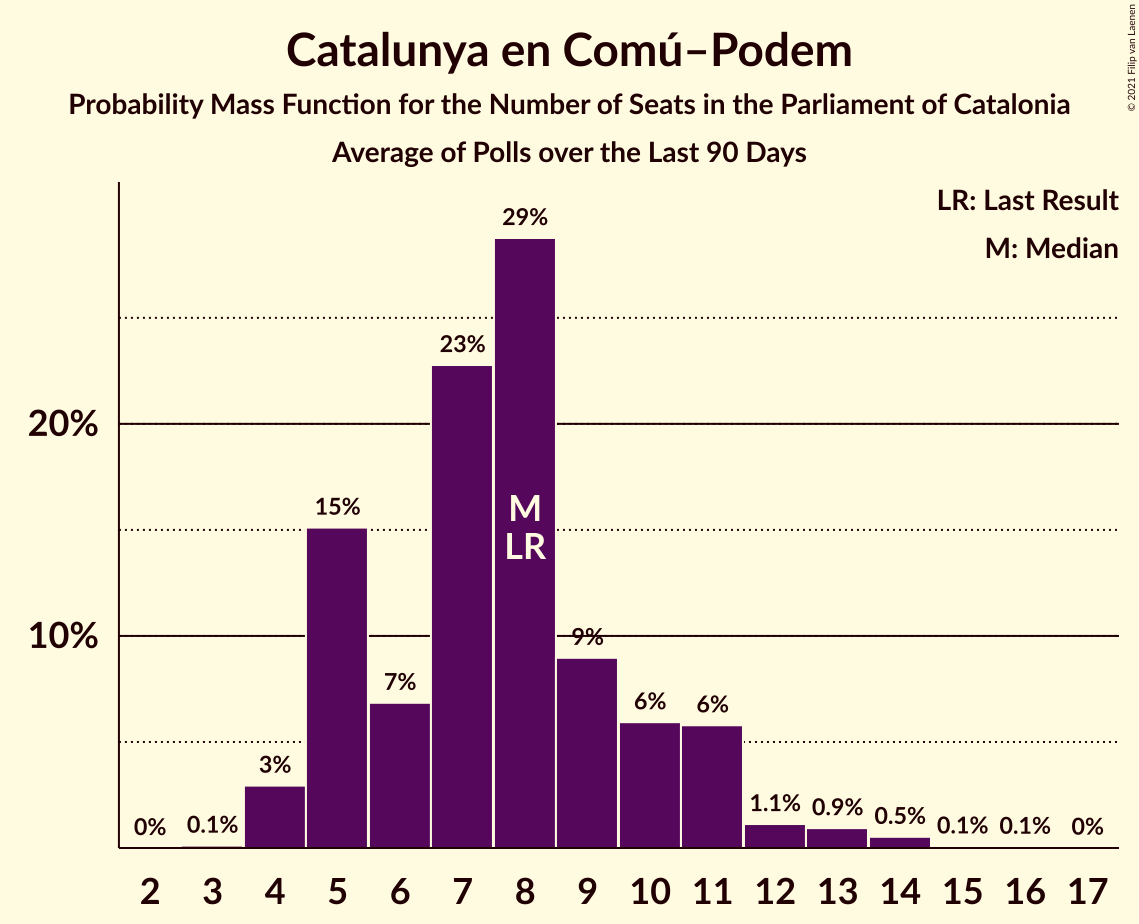 Catalunya en Comú–Podem
Probability Mass Function for the Number of Seats in the Parliament of Catalonia
Average of Polls over the Last 90 Days
© 2021 Filip van Laenen
LR: Last Result
M: Median
20%
10%
0%
0.1%
3%
15%
7%
23%
29%
9%
6%
6%
1.1%
0.9%
0.5%
0.1%
0.1%
0%
M
LR
2 3 4 5 6 7 8 9 10 11 12 13 14 15 16 17